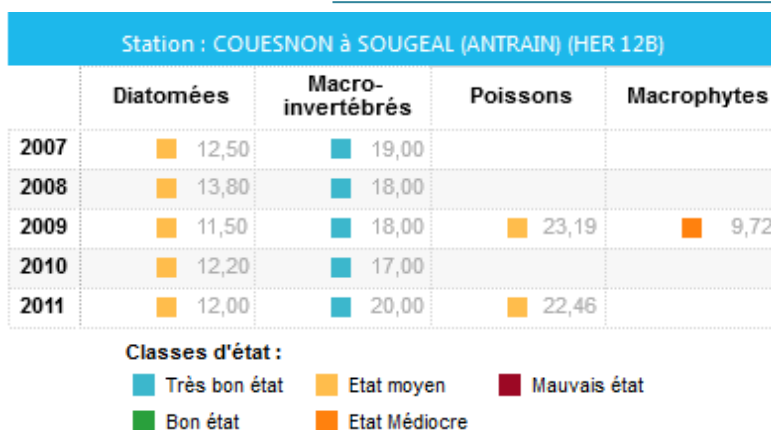 Station : COUESNON à SOUGEAL (ANTRAIN) (HER 12B)
Diatomées Macro-invertébrés Poissons Macrophytes
2007 12,50 19,00
2008 13,80 18,00
2009 11,50 18,00 23,19 9,72
2010 12,20 17,00
2011 12,00 20,00 22,46
Classes d'état :
Très bon état Etat moyen Mauvais état
Bon état Etat Médiocre